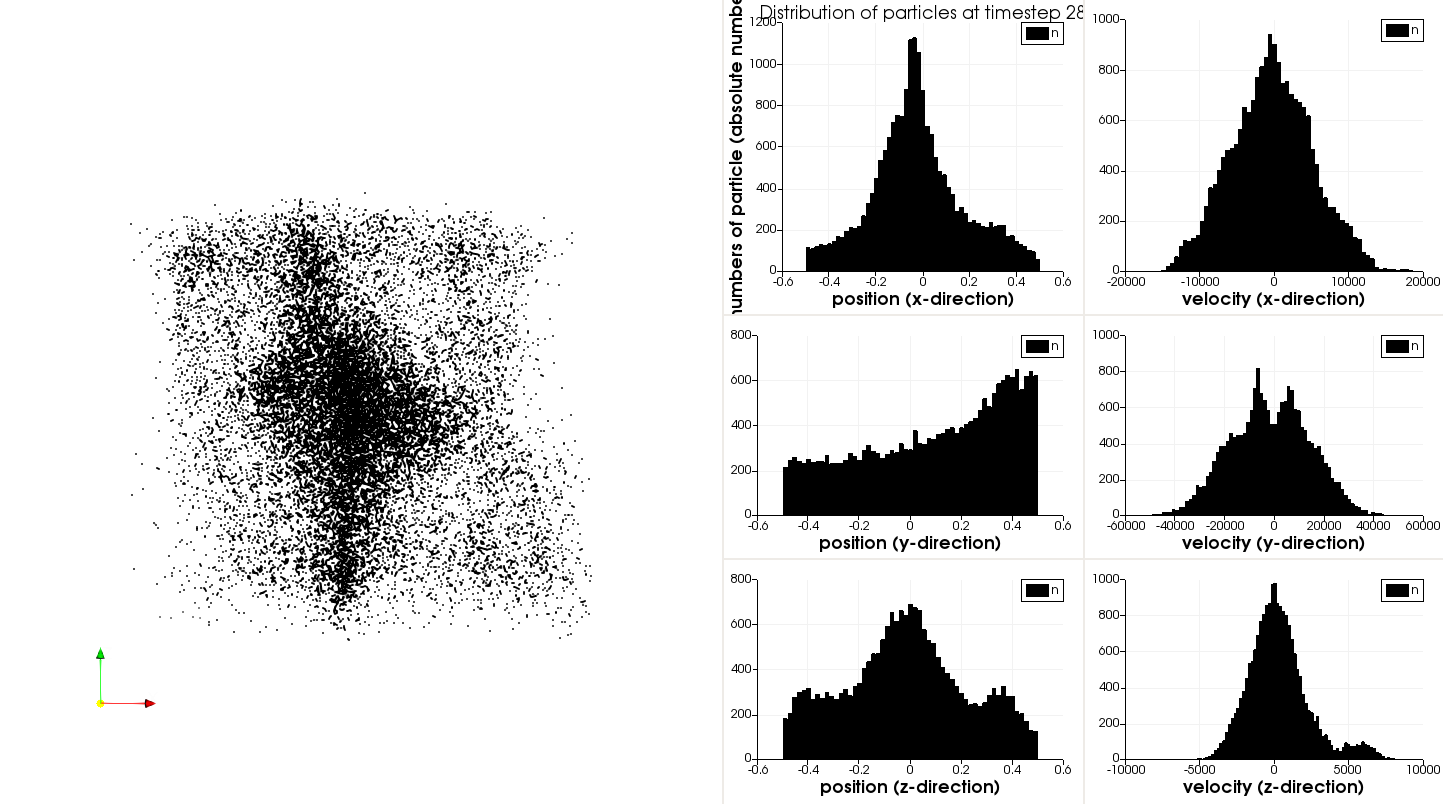 Distribution of particles at timestep 28
numbers of particle (absolute numbe
1200
1000
800
600
400
200
0
-0.6 -0.4 -0.2 0 0.2 0.4 0.6
position (x-direction)
n
1000
800
600
400
200
0
-20000 -10000 0 10000 20000
velocity (x-direction)
n
800
600
400
200
0
-0.6 -0.4 -0.2 0 0.2 0.4 0.6
position (y-direction)
n
1000
800
600
400
200
0
-60000 -40000 -20000 0 20000 40000 60000
velocity (y-direction)
n
800
600
400
200
0
-0.6 -0.4 -0.2 0 0.2 0.4 0.6
position (z-direction)
n
1000
800
600
400
200
0
-10000 -5000 0 5000 10000
velocity (z-direction)
n